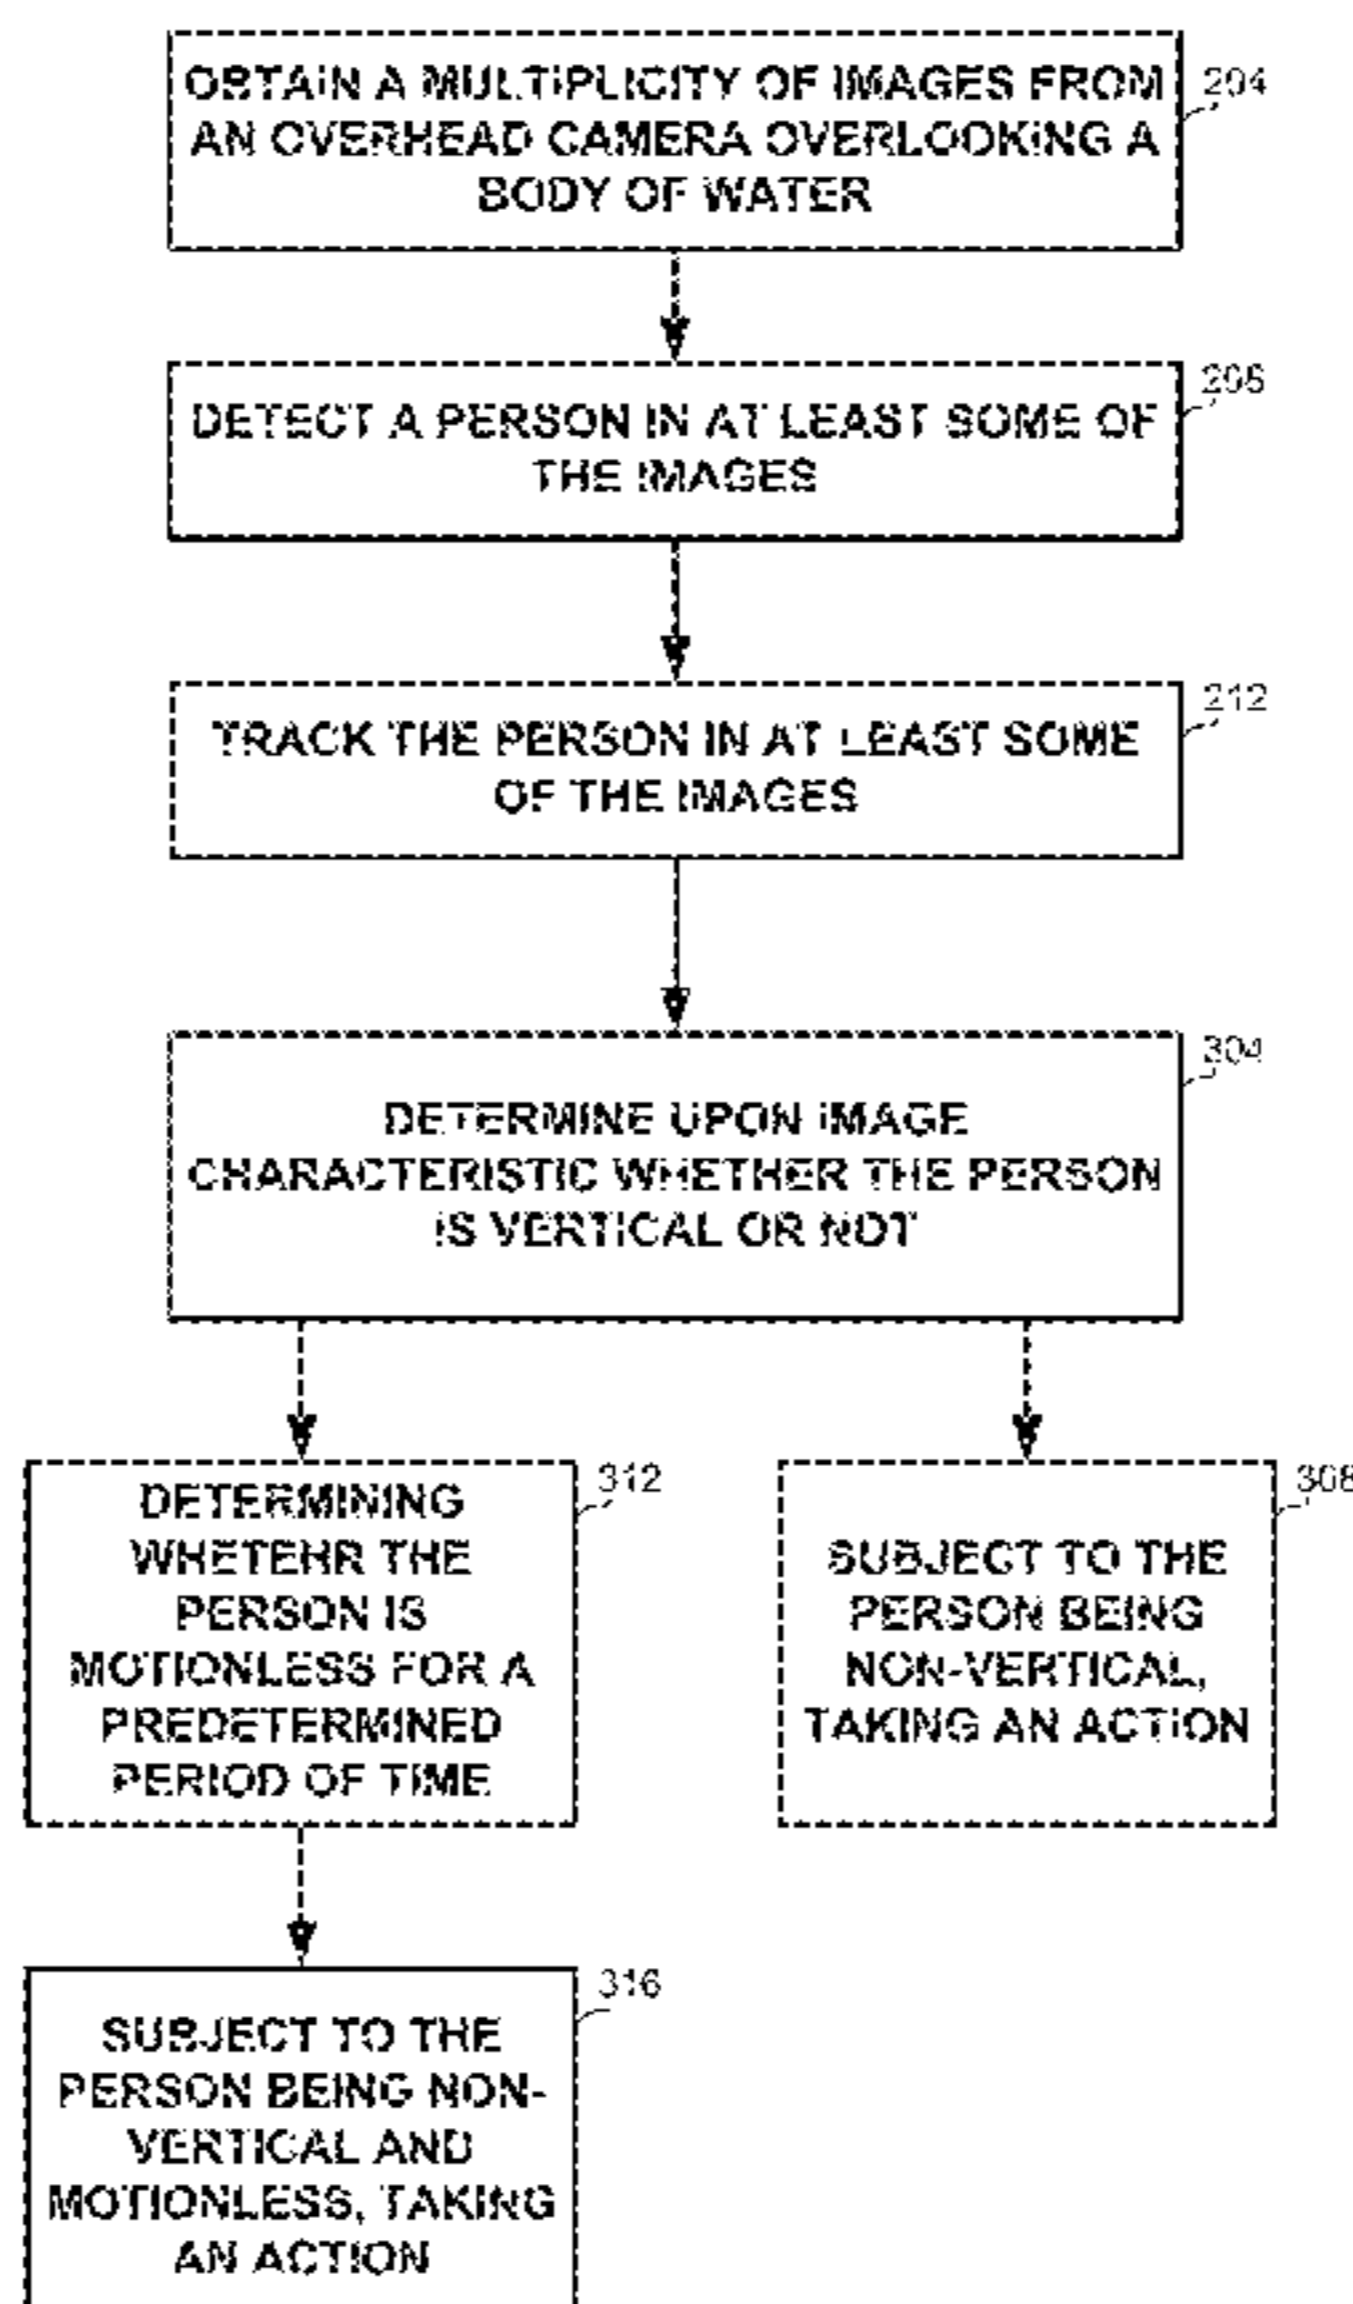 OBTAIN A MULTIPLICITY OF IMAGES FROM
AN OVERHEAD CAMERA OVERLOOKING A
BODY OF WATER
204
DETECT A PERSON IN AT LEAST SOME OF
THE IMAGES
TRACK THE PERSON IN AT LEAST SOME
OF THE IMAGES
212
DETERMINE UPON IMAGE
CHARACTERISTIC WHETHER THE PERSON
IS VERTICAL OR NOT
304
DETERMINING
WHETEHR THE
PERSON IS
MOTIONLESS FOR A
PREDETERMINED
PERIOD OF TIME
312
SUBJECT TO THE
PERSON BEING
NON-VERTICAL,
TAKING AN ACTION
308
SUBJECT TO THE
PERSON BEING NON-
VERTICAL AND
MOTIONLESS, TAKING
AN ACTION
316